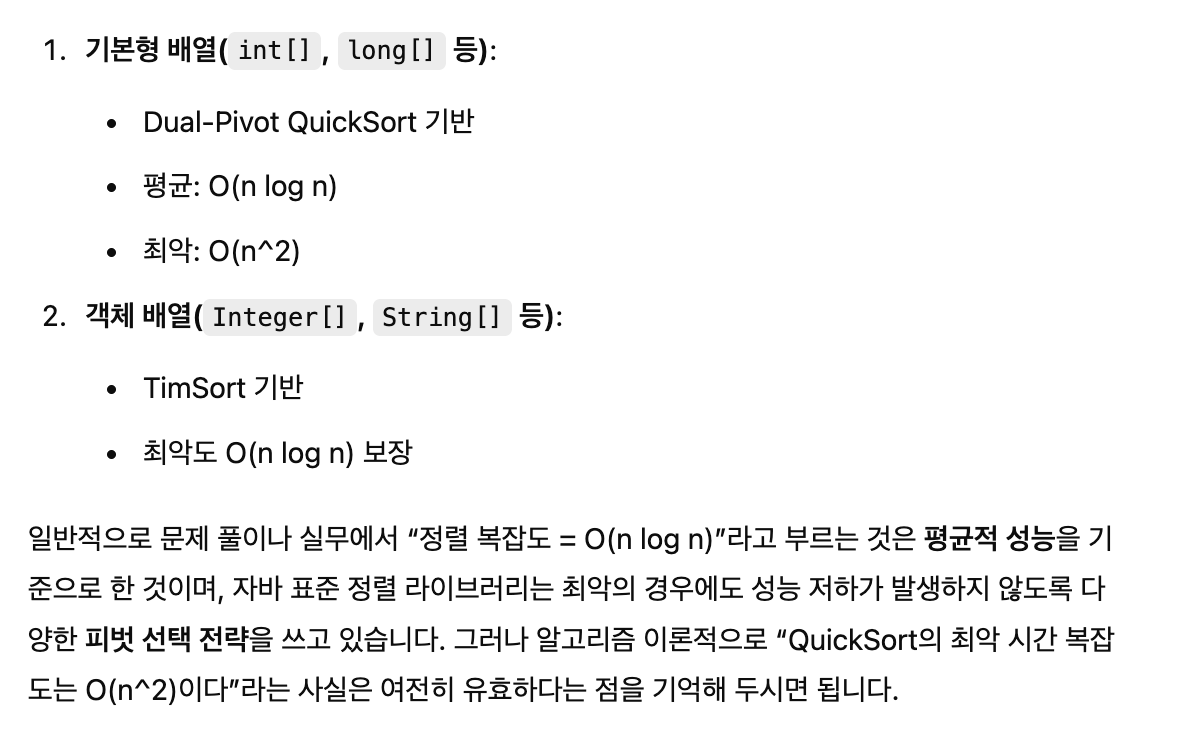 1. 기본형 배열(int[], long[] 등):
• Dual-Pivot QuickSort 기반
• 평균: O(n log n)
• 최악: O(n^2)
2. 객체 배열(Integer[], String[] 등):
• TimSort 기반
• 최악도 O(n log n) 보장
일반적으로 문제 풀이나 실무에서 “정렬 복잡도 = O(n log n)”라고 부르는 것은 평균적 성능을 기
준으로 한 것이며, 자바 표준 정렬 라이브러리는 최악의 경우에도 성능 저하가 발생하지 않도록 다
양한 피벗 선택 전략을 쓰고 있습니다. 그러나 알고리즘 이론적으로 “QuickSort의 최악 시간 복잡
도는 O(n^2)이다”라는 사실은 여전히 유효하다는 점을 기억해 두시면 됩니다.